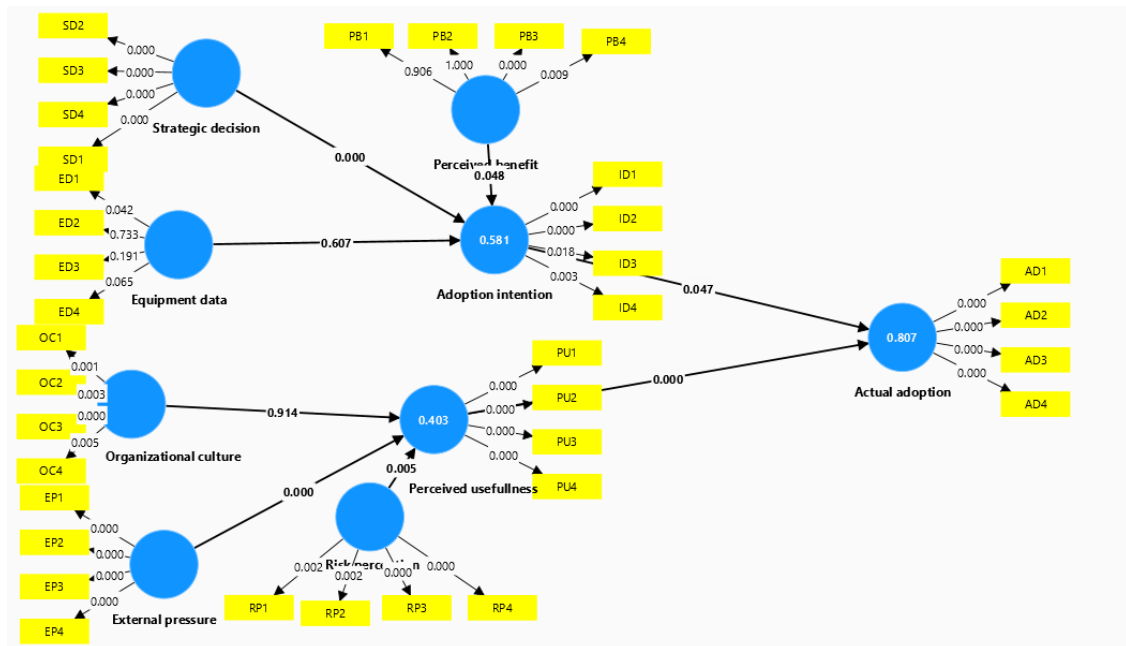 SD2
SD3
SD4
SD1
0.000
0.000
0.000
0.000
Strategic decision
PB1
PB2
PB3
PB4
0.906
1.000
0.000
0.009
Perceived benefit
0.000
0.048
ED1
ED2
ED3
ED4
0.042
0.733
0.191
0.065
Equipment data
0.607
0.581
Adoption intention
ID1
ID2
ID3
ID4
0.000
0.000
0.018
0.003
0.047
OC1
OC2
OC3
OC4
0.001
0.003
0.000
0.005
Organizational culture
0.914
0.403
Perceived usefullness
PU1
PU2
PU3
PU4
0.000
0.000
0.000
0.000
0.000
0.807
Actual adoption
AD1
AD2
AD3
AD4
0.000
0.000
0.000
0.000
EP1
EP2
EP3
EP4
0.000
0.000
0.000
0.000
External pressure
0.000
0.005
Risk perception
0.002
0.002
0.000
0.000
RP1
RP2
RP3
RP4